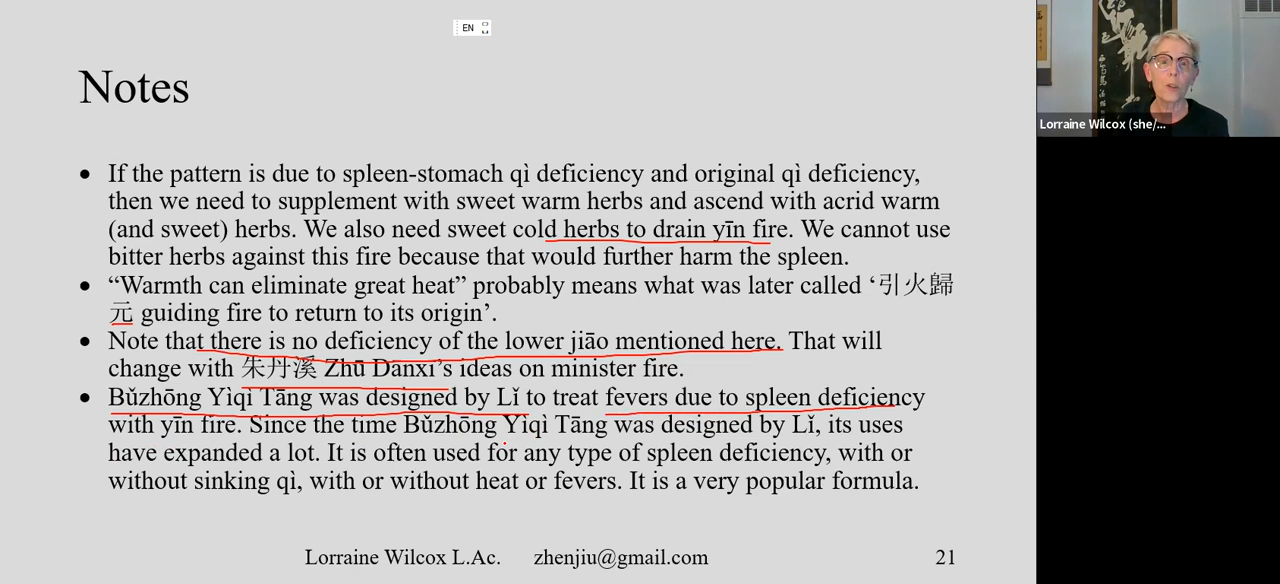 EN
Notes
If the pattern is due to spleen-stomach qì deficiency and original qì deficiency,
then we need to supplement with sweet warm herbs and ascend with acrid warm
(and sweet) herbs. We also need sweet cold herbs to drain yīn fire. We cannot use
bitter herbs against this fire because that would further harm the spleen.
“Warmth can eliminate great heat” probably means what was later called ‘引火歸
元 guiding fire to return to its origin’.
Note that there is no deficiency of the lower jiāo mentioned here. That will
change with 朱丹溪 Zhū Dānxī’s ideas on minister fire.
Bǔzhōng Yìqì Tāng was designed by Lǐ to treat fevers due to spleen deficiency
with yīn fire. Since the time Bǔzhōng Yìqì Tāng was designed by Lǐ, its uses
have expanded a lot. It is often used for any type of spleen deficiency, with or
without sinking qì, with or without heat or fevers. It is a very popular formula.
Lorraine Wilcox L.Ac. zhenjiu@gmail.com 21
Lorraine Wilcox (she/...